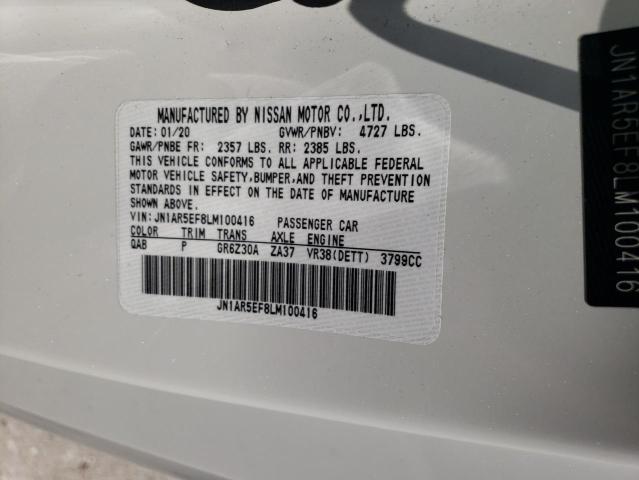 MANUFACTURED BY NISSAN MOTOR CO.,LTD.
DATE: 01/20 GVWR/PNBV: 4727 LBS.
GAWR/PNBE FR: 2357 LBS. RR: 2385 LBS.
THIS VEHICLE CONFORMS TO ALL APPLICABLE FEDERAL
MOTOR VEHICLE SAFETY,BUMPER,AND THEFT PREVENTION
STANDARDS IN EFFECT ON THE DATE OF MANUFACTURE
SHOWN ABOVE.
VIN: JN1AR5EF8LM100416 PASSENGER CAR
COLOR TRIM TRANS AXLE ENGINE
QAB P GR6Z30A ZA37 VR38(DETT) 3799CC
JN1AR5EF8LM100416
JN1AR5EF8LM100416